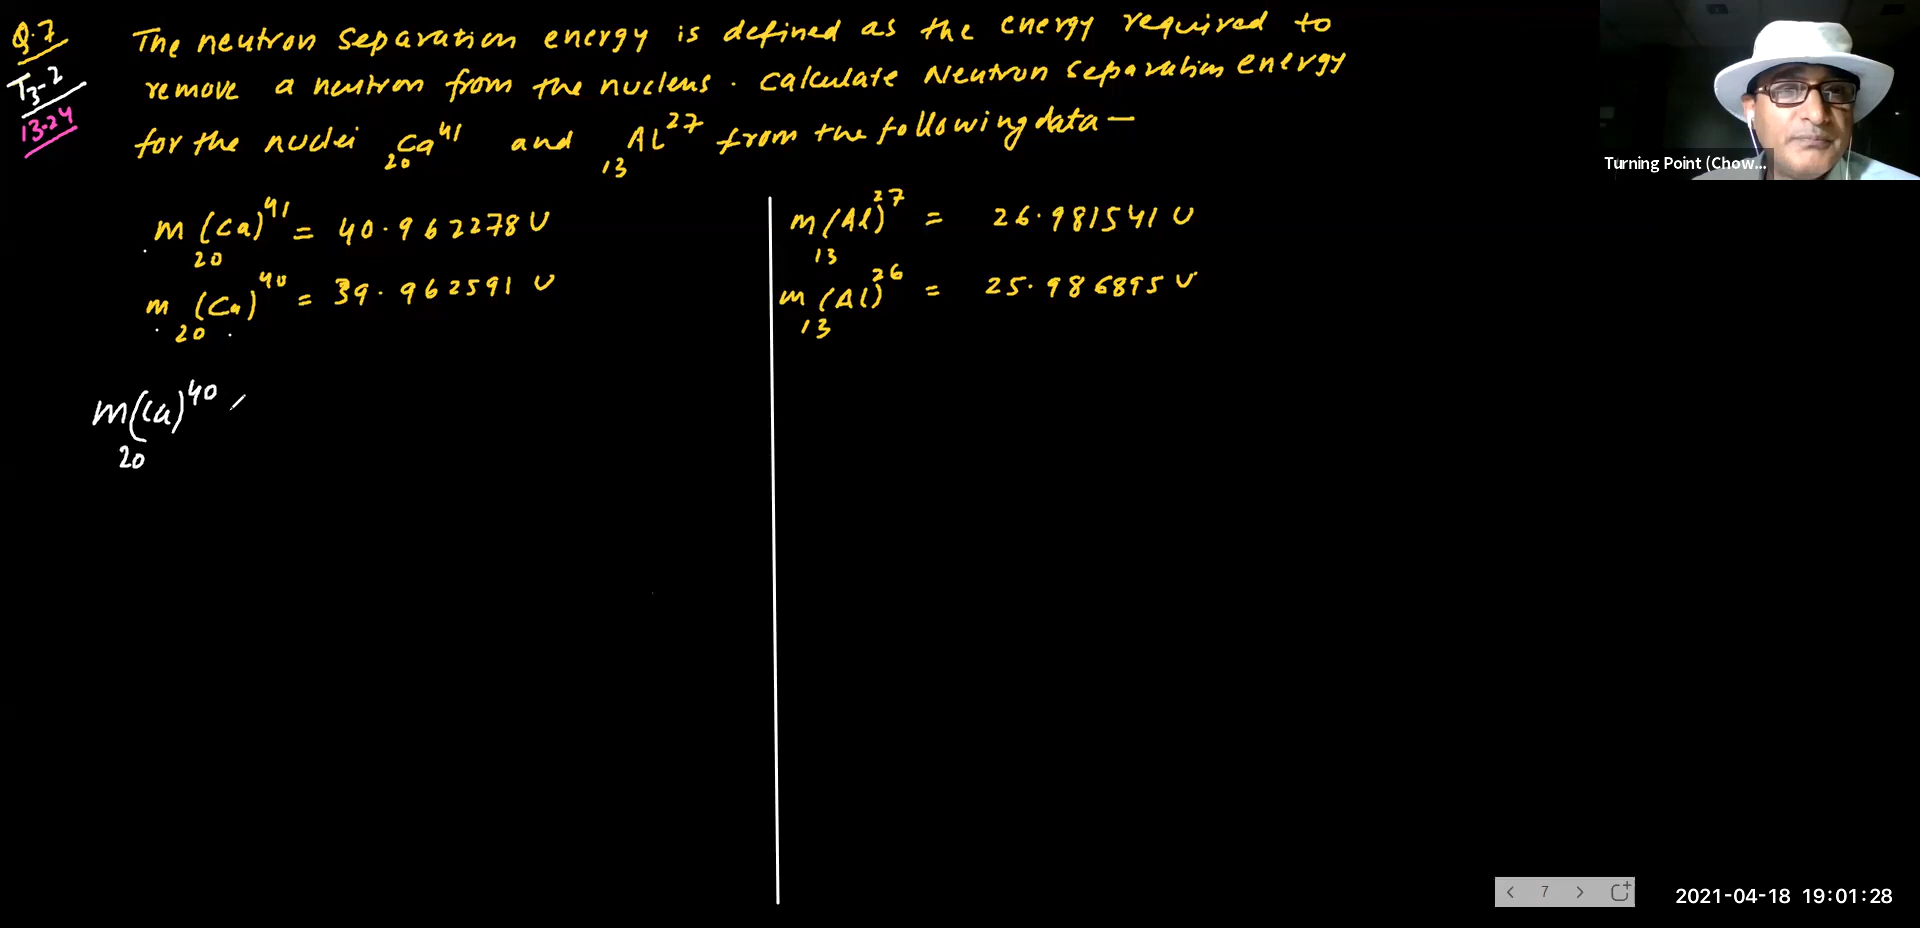 Q.7
T3-2
13.24
The neutron separation energy is defined as the energy required to
remove a neutron from the nucleus. Calculate Neutron separation energy
for the nuclei 20Ca41 and 13Al27 from the following data —
m 20(Ca)41 = 40.962278 U
m 20(Ca)40 = 39.962591 U
m(Ca)40
20
m 13(Al)27 = 26.981541 U
m 13(Al)26 = 25.986895 U
Turning Point (Chow...
7
2021-04-18 19:01:28